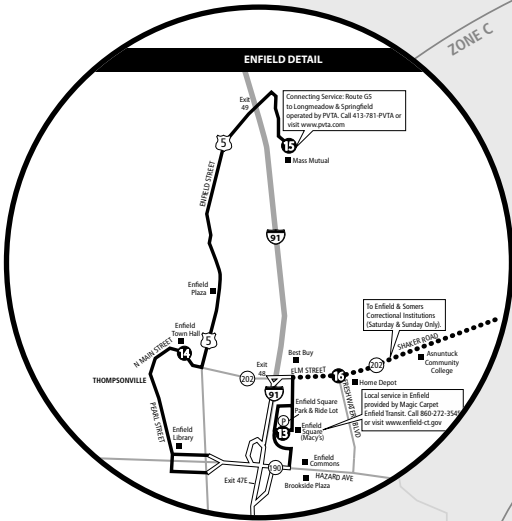 ZONE C
ENFIELD DETAIL
Exit
49
Connecting Service: Route G5
to Longmeadow & Springfield
operated by PVTA. Call 413-781-PVTA or
visit www.pvta.com
5
15
Mass Mutual
ENFIELD STREET
91
Enfield
Plaza
To Enfield & Somers
Correctional Institutions
(Saturday & Sunday Only).
Enfield
Town Hall
N MAIN STREET
14
5
SHAKER ROAD
Best Buy
202
Asnuntuck
Community
College
Exit
48
ELM STREET
16
THOMPSONVILLE
202
91
Home Depot
FRESHWATER BLVD
Local service in Enfield
provided by Magic Carpet
Enfield Transit. Call 860-272-3545
or visit www.enfield-ct.gov
Enfield Square
Park & Ride Lot
P
PEARL STREET
13
Enfield
Square
(Macy's)
Enfield
Library
Enfield
Commons
190
HAZARD AVE
Exit 47E
Brookside Plaza